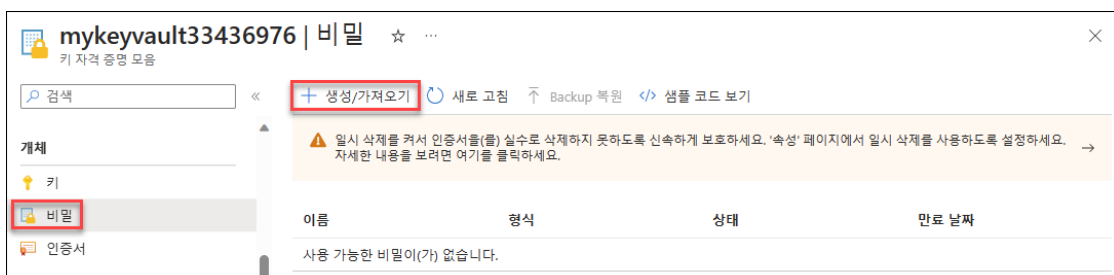 mykeyvault33436976 | 비밀 ☆ ...
키 자격 증명 모음
검색
생성/가져오기 새로 고침 Backup 복원 샘플 코드 보기
일시 삭제를 켜서 인증서을(를) 실수로 삭제하지 못하도록 신속하게 보호하세요. '속성' 페이지에서 일시 삭제를 사용하도록 설정하세요.
자세한 내용을 보려면 여기를 클릭하세요.
개체
키
비밀
인증서
이름 형식 상태 만료 날짜
사용 가능한 비밀이(가) 없습니다.